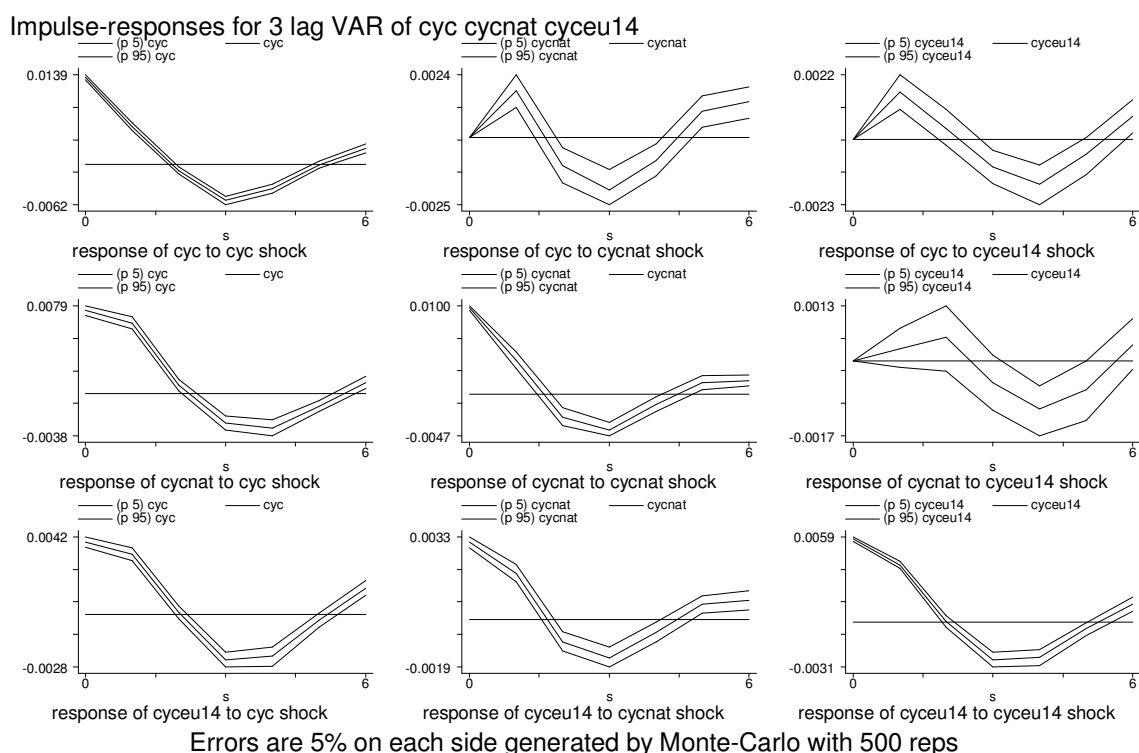 Impulse-responses for 3 lag VAR of cyc cycnat cyceu14
(p 5) cyc cyc
(p 95) cyc
0.0139
-0.0062
0 6
s
response of cyc to cyc shock
(p 5) cycnat cycnat
(p 95) cycnat
0.0024
-0.0025
0 6
s
response of cyc to cycnat shock
(p 5) cyceu14 cyceu14
(p 95) cyceu14
0.0022
-0.0023
0 6
s
response of cyc to cyceu14 shock
(p 5) cyc cyc
(p 95) cyc
0.0079
-0.0038
0 6
s
response of cycnat to cyc shock
(p 5) cycnat cycnat
(p 95) cycnat
0.0100
-0.0047
0 6
s
response of cycnat to cycnat shock
(p 5) cyceu14 cyceu14
(p 95) cyceu14
0.0013
-0.0017
0 6
s
response of cycnat to cyceu14 shock
(p 5) cyc cyc
(p 95) cyc
0.0042
-0.0028
0 6
s
response of cyceu14 to cyc shock
(p 5) cycnat cycnat
(p 95) cycnat
0.0033
-0.0019
0 6
s
response of cyceu14 to cycnat shock
(p 5) cyceu14 cyceu14
(p 95) cyceu14
0.0059
-0.0031
0 6
s
response of cyceu14 to cyceu14 shock
Errors are 5% on each side generated by Monte-Carlo with 500 reps